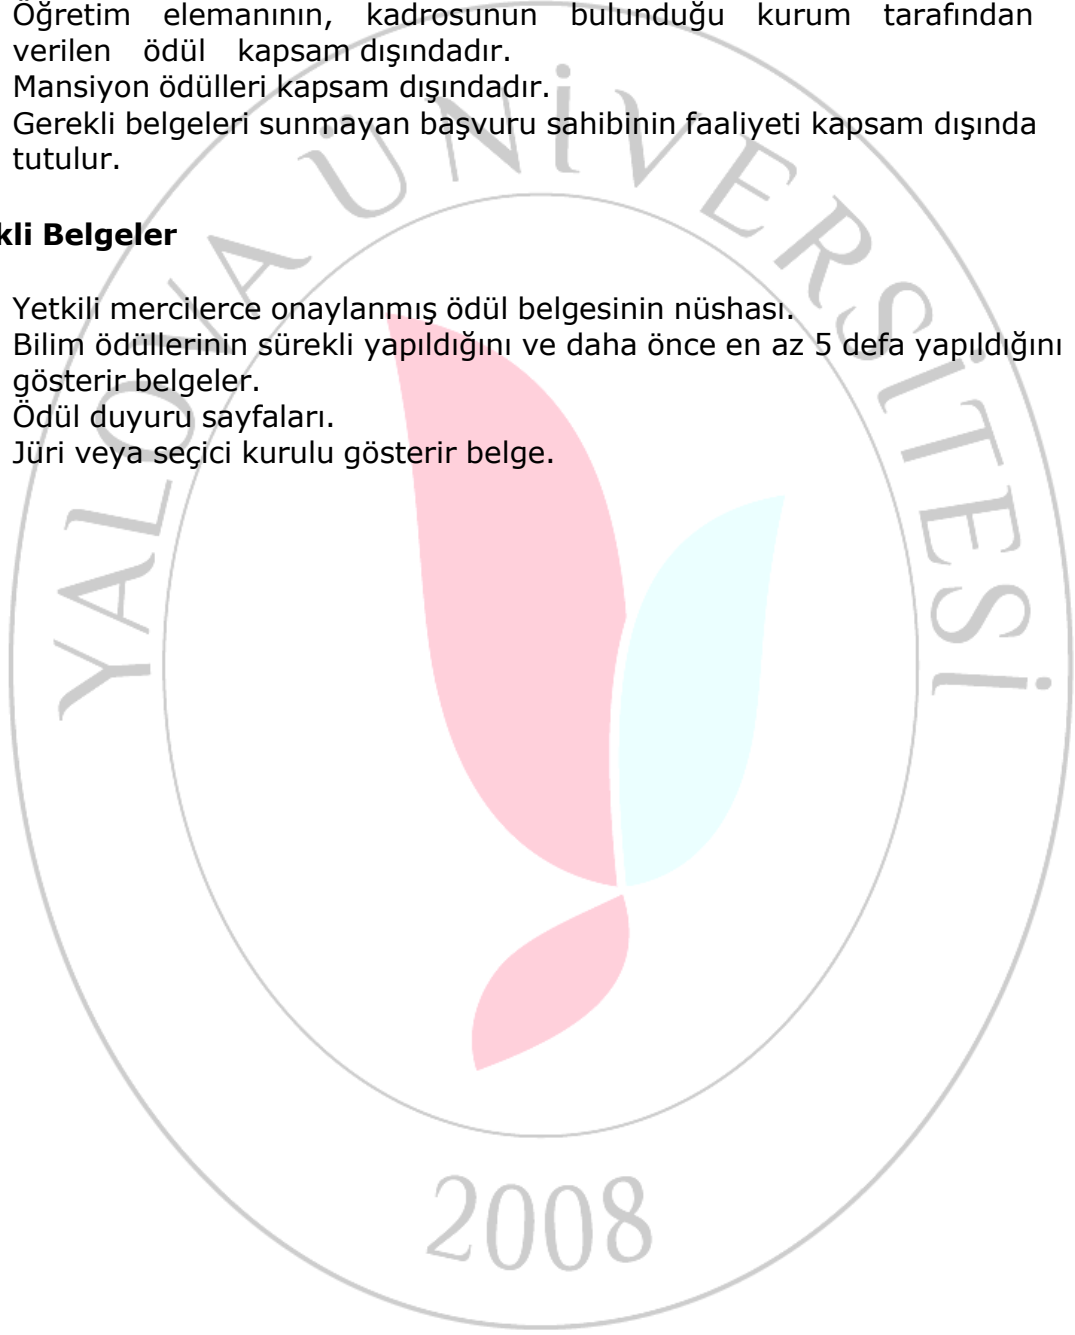 Öğretim elemanının, kadrosunun bulunduğu kurum tarafından
verilen ödül kapsam dışındadır.
Mansiyon ödülleri kapsam dışındadır.
Gerekli belgeleri sunmayan başvuru sahibinin faaliyeti kapsam dışında
tutulur.
kli Belgeler
Yetkili mercilerce onaylanmış ödül belgesinin nüshası.
Bilim ödüllerinin sürekli yapıldığını ve daha önce en az 5 defa yapıldığını
gösterir belgeler.
Ödül duyuru sayfaları.
Jüri veya seçici kurulu gösterir belge.
YALOVA ÜNİVERSİTESİ
2008